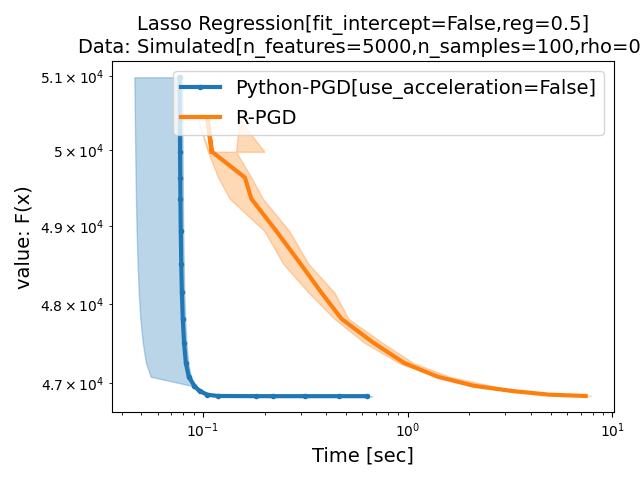 Lasso Regression[fit_intercept=False,reg=0.5]
Data: Simulated[n_features=5000,n_samples=100,rho=0
Python-PGD[use_acceleration=False]
R-PGD
value: F(x)
5.1 × 10⁴
5 × 10⁴
4.9 × 10⁴
4.8 × 10⁴
4.7 × 10⁴
10⁻¹ 10⁰ 10¹
Time [sec]